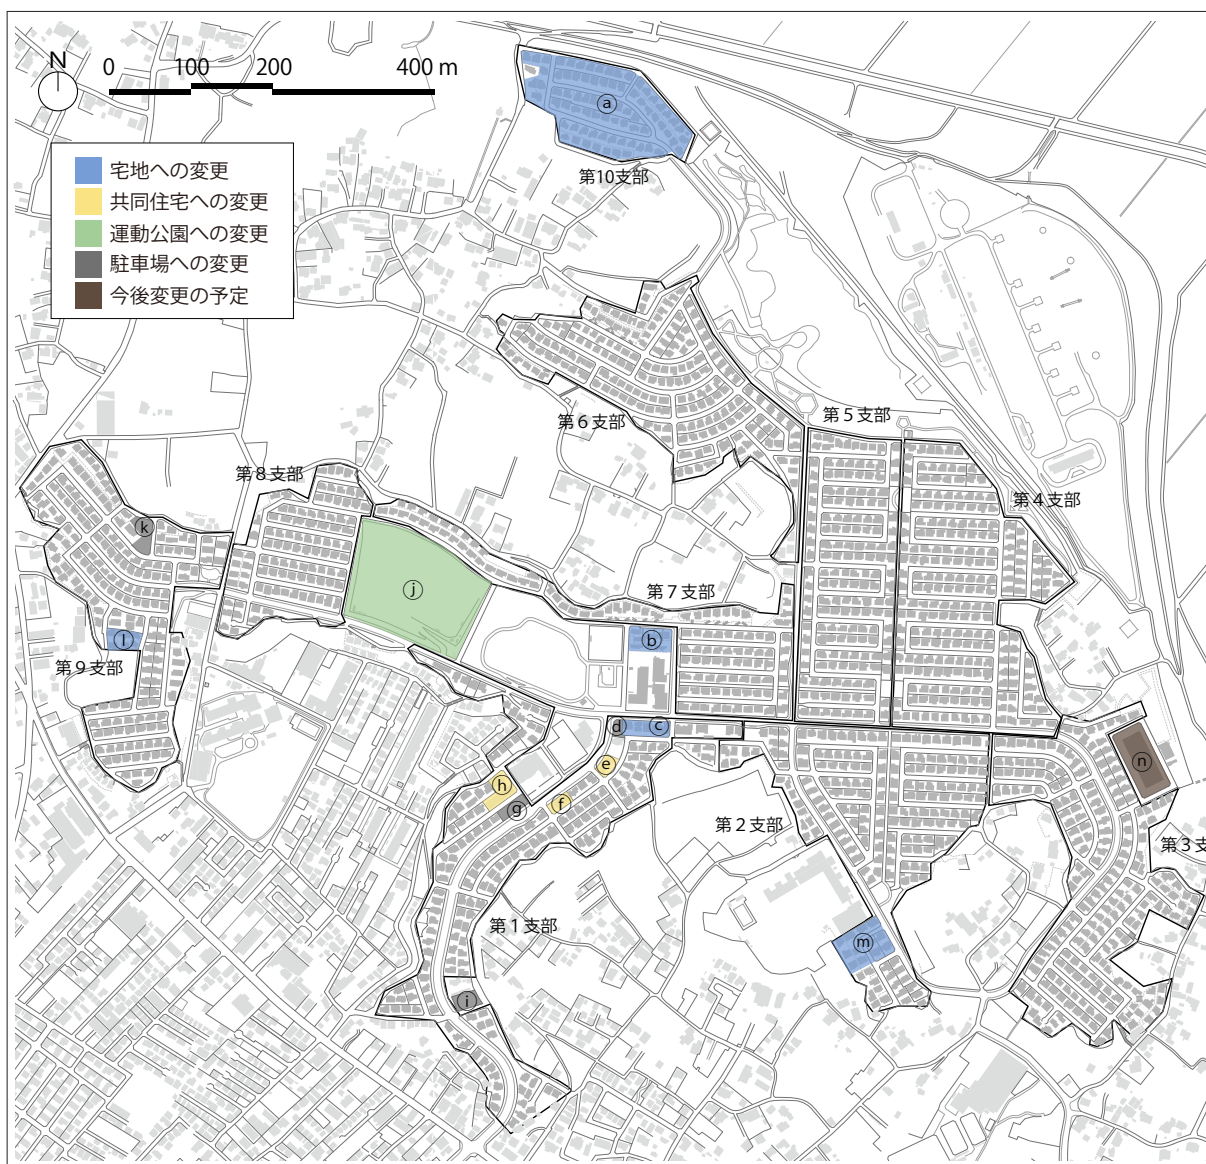 N
0 100 200 400 m
宅地への変更
共同住宅への変更
運動公園への変更
駐車場への変更
今後変更の予定
ⓐ
第10支部
第6支部
第5支部
第8支部
第4支部
ⓚ
ⓙ
第7支部
ⓛ
ⓑ
第9支部
ⓓ ⓒ
ⓔ
ⓝ
ⓗ
ⓖ ⓕ
第2支部
第3支
第1支部
ⓜ
ⓘ